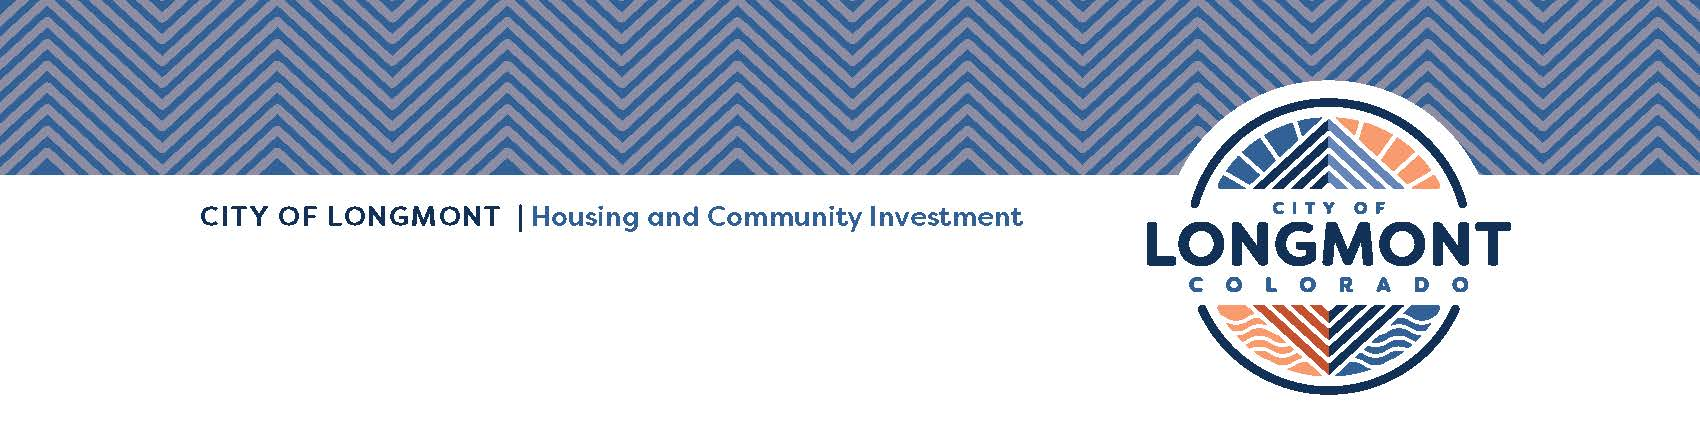 CITY OF LONGMONT | Housing and Community Investment
CITY OF
LONGMONT
COLORADO